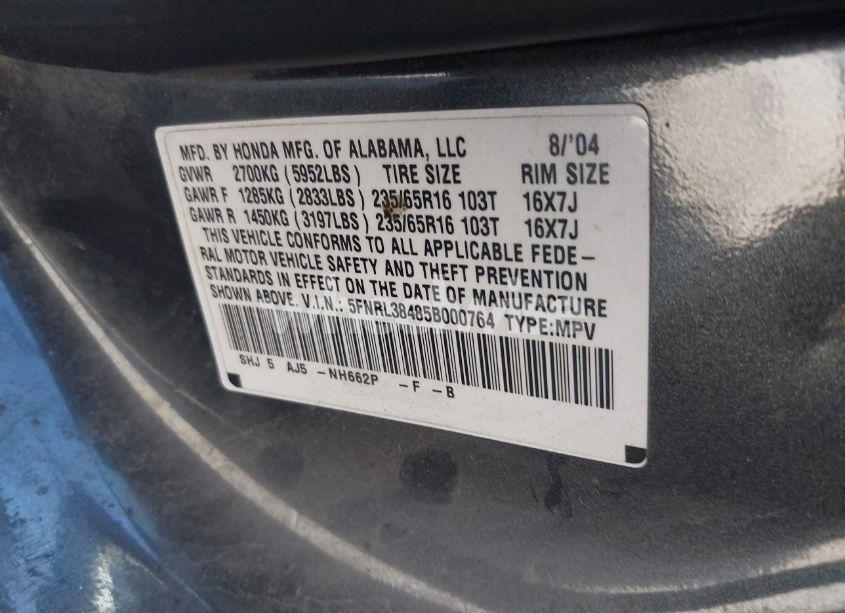 MFD. BY HONDA MFG. OF ALABAMA, LLC 8/'04
GVWR 2700KG (5952LBS) TIRE SIZE RIM SIZE
GAWR F 1285KG (2833LBS) 235/65R16 103T 16X7J
GAWR R 1450KG (3197LBS) 235/65R16 103T 16X7J
THIS VEHICLE CONFORMS TO ALL APPLICABLE FEDE-
RAL MOTOR VEHICLE SAFETY AND THEFT PREVENTION
STANDARDS IN EFFECT ON THE DATE OF MANUFACTURE
SHOWN ABOVE. V.I.N.: 5FNRL38485B000764 TYPE:MPV
SHJ 5 AJ5 -NH662P -F -B